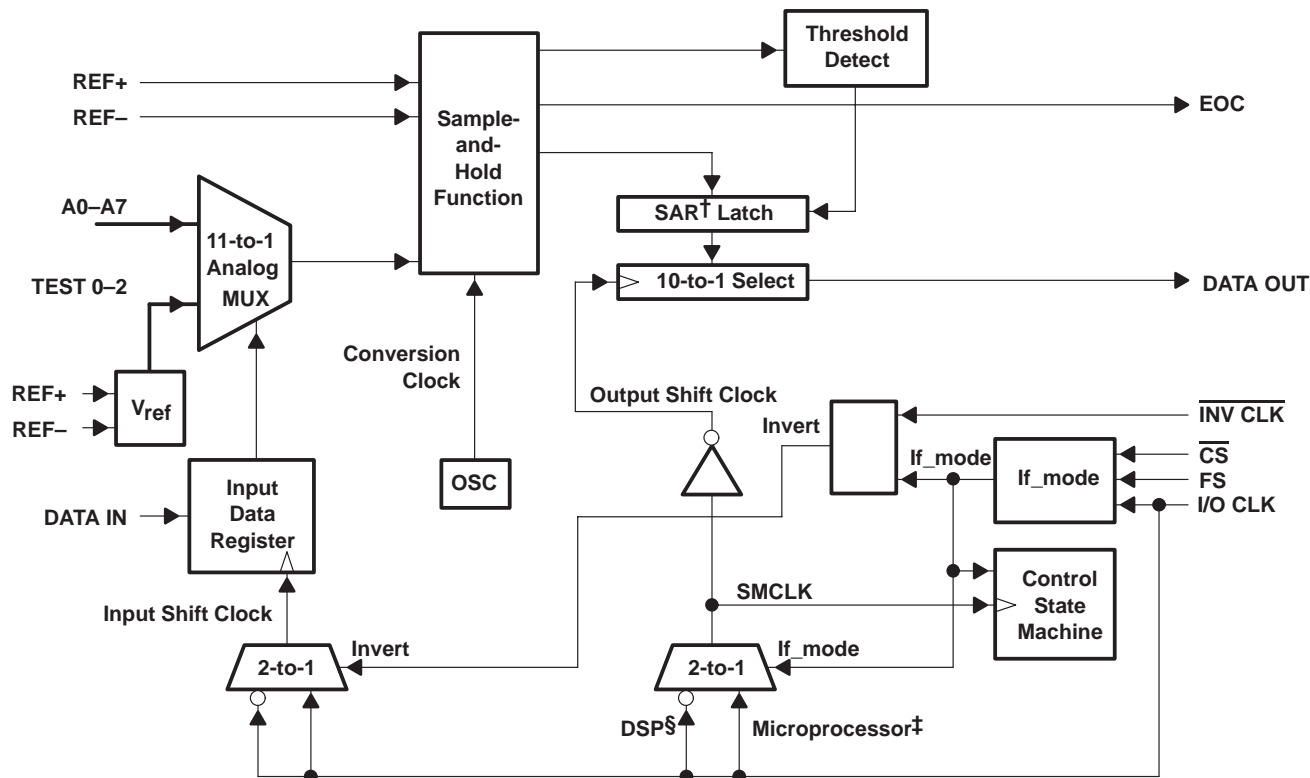 Threshold
Detect
REF+
REF–
Sample-
and-
Hold
Function
EOC
A0–A7
11-to-1
Analog
MUX
SAR† Latch
TEST 0–2
10-to-1 Select
DATA OUT
Conversion
Clock
REF+
REF–
Vref
Output Shift Clock
Invert
INV CLK
CS
FS
I/O CLK
If_mode
If_mode
OSC
Input
Data
Register
DATA IN
Control
State
Machine
SMCLK
Input Shift Clock
2-to-1
Invert
2-to-1
If_mode
DSP§
Microprocessor‡